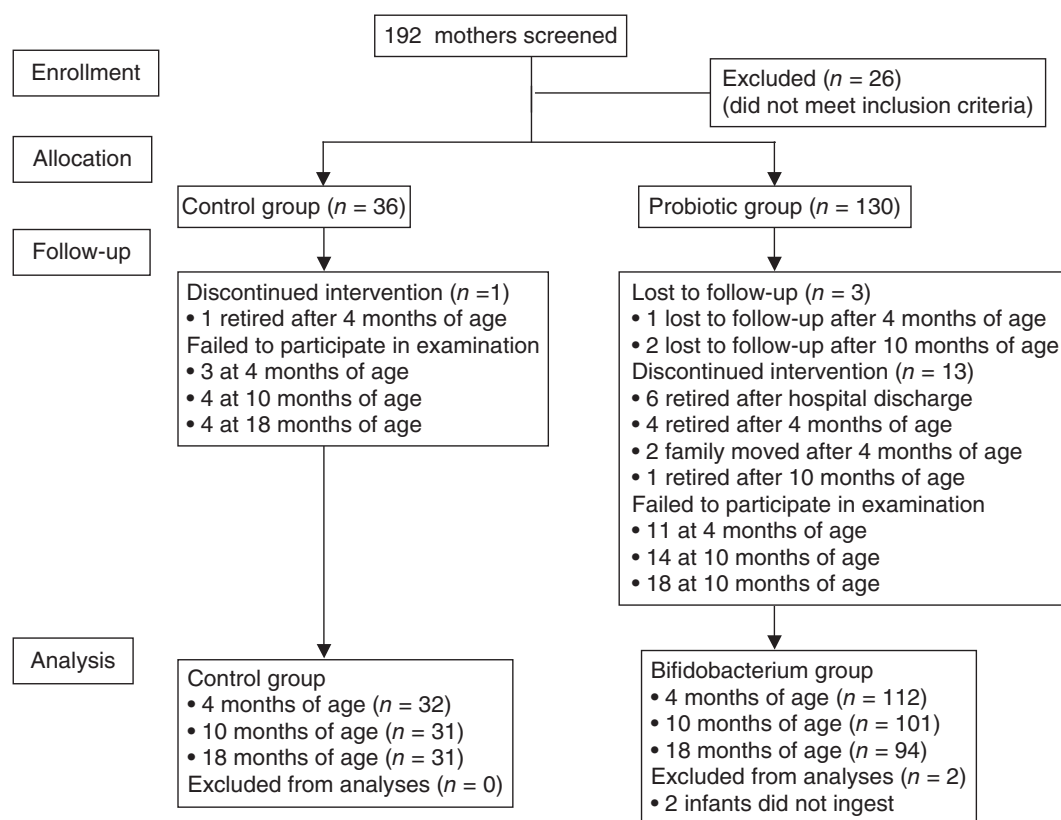 192 mothers screened
Enrollment
Excluded (n = 26)
(did not meet inclusion criteria)
Allocation
Control group (n = 36)
Probiotic group (n = 130)
Follow-up
Discontinued intervention (n =1)
• 1 retired after 4 months of age
Failed to participate in examination
• 3 at 4 months of age
• 4 at 10 months of age
• 4 at 18 months of age
Lost to follow-up (n = 3)
• 1 lost to follow-up after 4 months of age
• 2 lost to follow-up after 10 months of age
Discontinued intervention (n = 13)
• 6 retired after hospital discharge
• 4 retired after 4 months of age
• 2 family moved after 4 months of age
• 1 retired after 10 months of age
Failed to participate in examination
• 11 at 4 months of age
• 14 at 10 months of age
• 18 at 10 months of age
Analysis
Control group
• 4 months of age (n = 32)
• 10 months of age (n = 31)
• 18 months of age (n = 31)
Excluded from analyses (n = 0)
Bifidobacterium group
• 4 months of age (n = 112)
• 10 months of age (n = 101)
• 18 months of age (n = 94)
Excluded from analyses (n = 2)
• 2 infants did not ingest